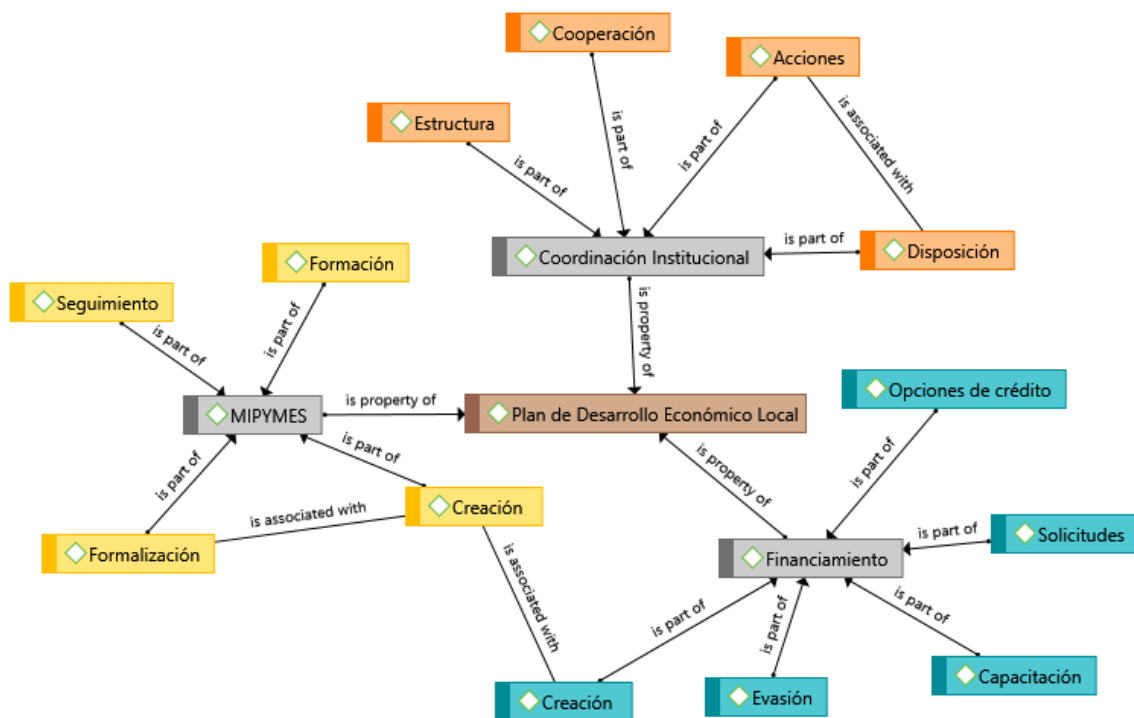 Cooperación
Acciones
Estructura
is part of
is part of
is part of
is associated with
Coordinación Institucional
is part of
Disposición
Formación
Seguimiento
is part of
is part of
is property of
Opciones de crédito
MIPYMES
is property of
Plan de Desarrollo Económico Local
is part of
is part of
is property of
is part of
Creación
is associated with
Formalización
is part of
Solicitudes
Financiamiento
is associated with
is part of
is part of
is part of
Capacitación
Creación
Evasión